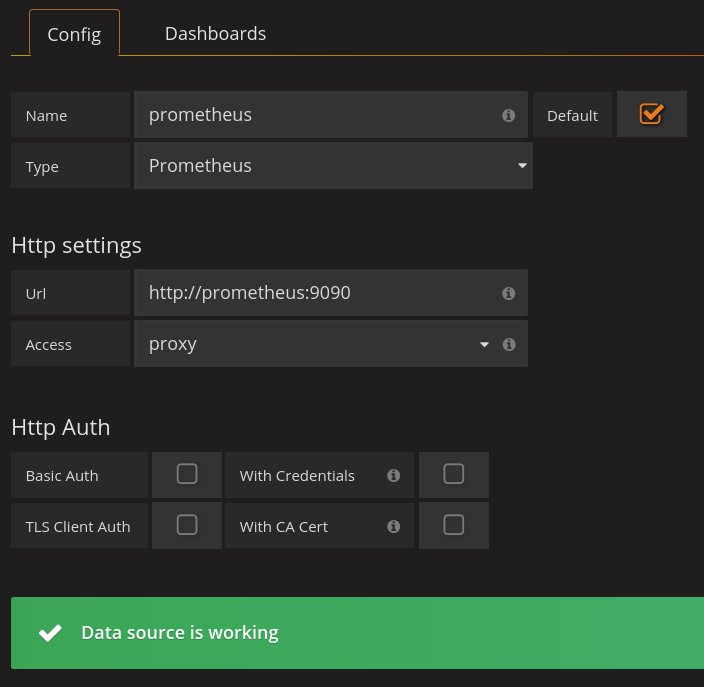 Config Dashboards
Name prometheus Default
Type Prometheus
Http settings
Url http://prometheus:9090
Access proxy
Http Auth
Basic Auth With Credentials
TLS Client Auth With CA Cert
Data source is working